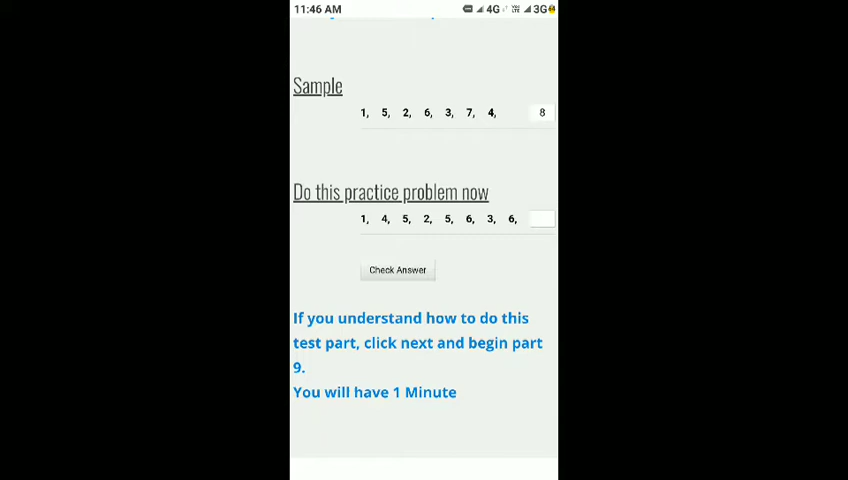 11:46 AM 4G 3G
Sample
1, 5, 2, 6, 3, 7, 4, 8
Do this practice problem now
1, 4, 5, 2, 5, 6, 3, 6,
Check Answer
If you understand how to do this
test part, click next and begin part
9.
You will have 1 Minute